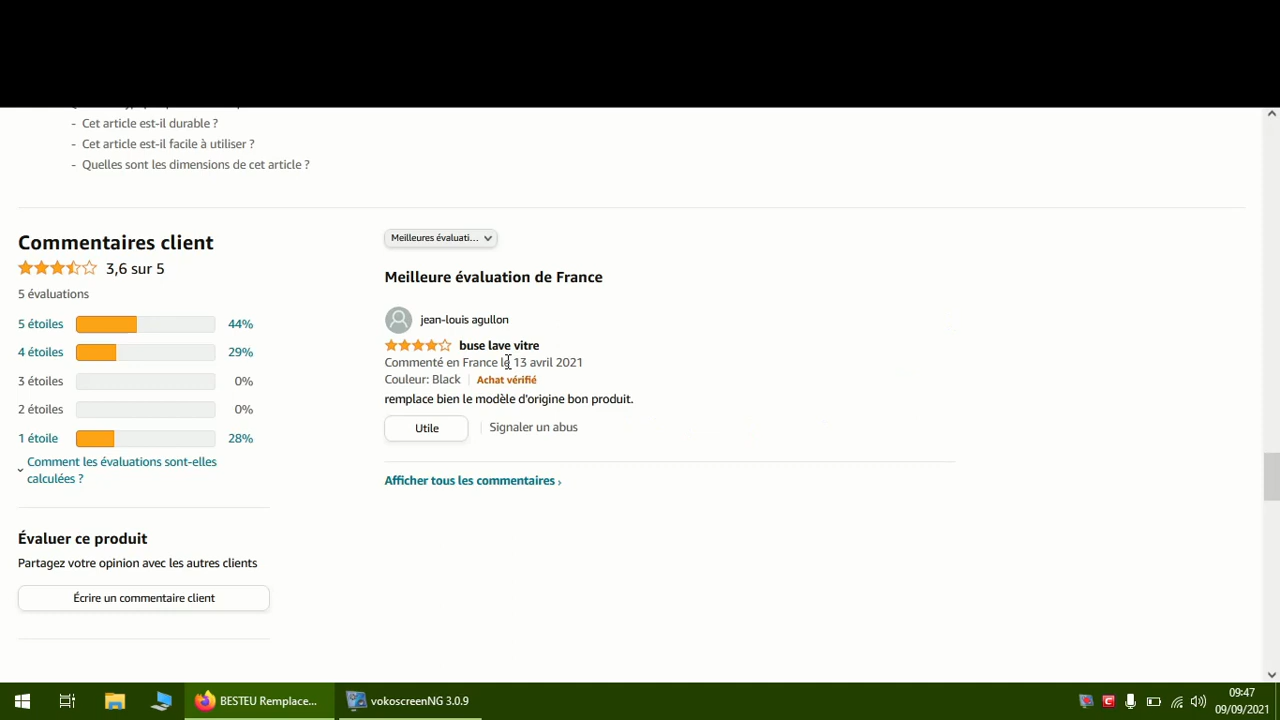 - Cet article est-il durable ?
- Cet article est-il facile à utiliser ?
- Quelles sont les dimensions de cet article ?
Commentaires client
3,6 sur 5
5 évaluations
5 étoiles 44%
4 étoiles 29%
3 étoiles 0%
2 étoiles 0%
1 étoile 28%
Comment les évaluations sont-elles
calculées ?
Évaluer ce produit
Partagez votre opinion avec les autres clients
Écrire un commentaire client
Meilleures évaluati...
Meilleure évaluation de France
jean-louis agullon
buse lave vitre
Commenté en France le 13 avril 2021
Couleur: Black | Achat vérifié
remplace bien le modèle d'origine bon produit.
Utile | Signaler un abus
Afficher tous les commentaires ›
BESTEU Remplace...
vokoscreenNG 3.0.9
09:47
09/09/2021